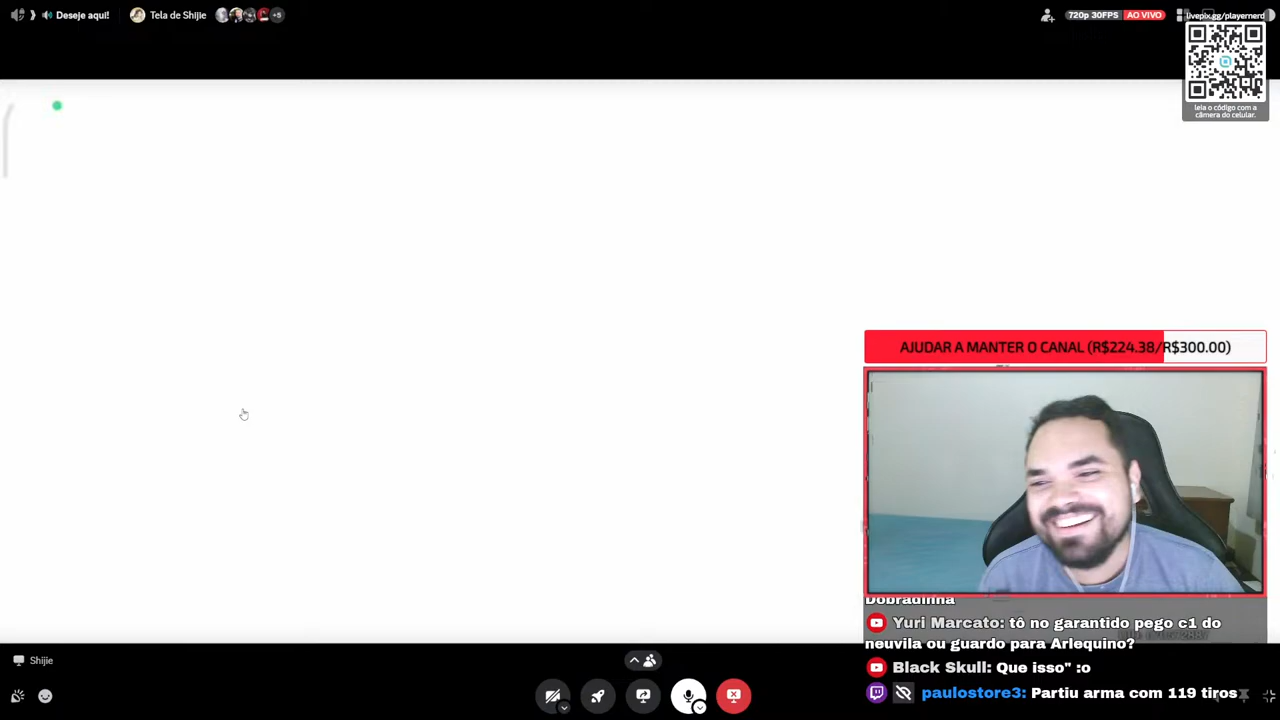 Deseje aqui!
Tela de Shijie
+5
720p 30FPS
AO VIVO
livepix.gg/playernerd
leia o código com a
câmera do celular.
AJUDAR A MANTER O CANAL (R$224.38/R$300.00)
Dobradinha
Yuri Marcato: tô no garantido pego c1 do
neuvila ou guardo para Arlequino?
Black Skull: Que isso" :o
paulostore3: Partiu arma com 119 tiros
Shijie